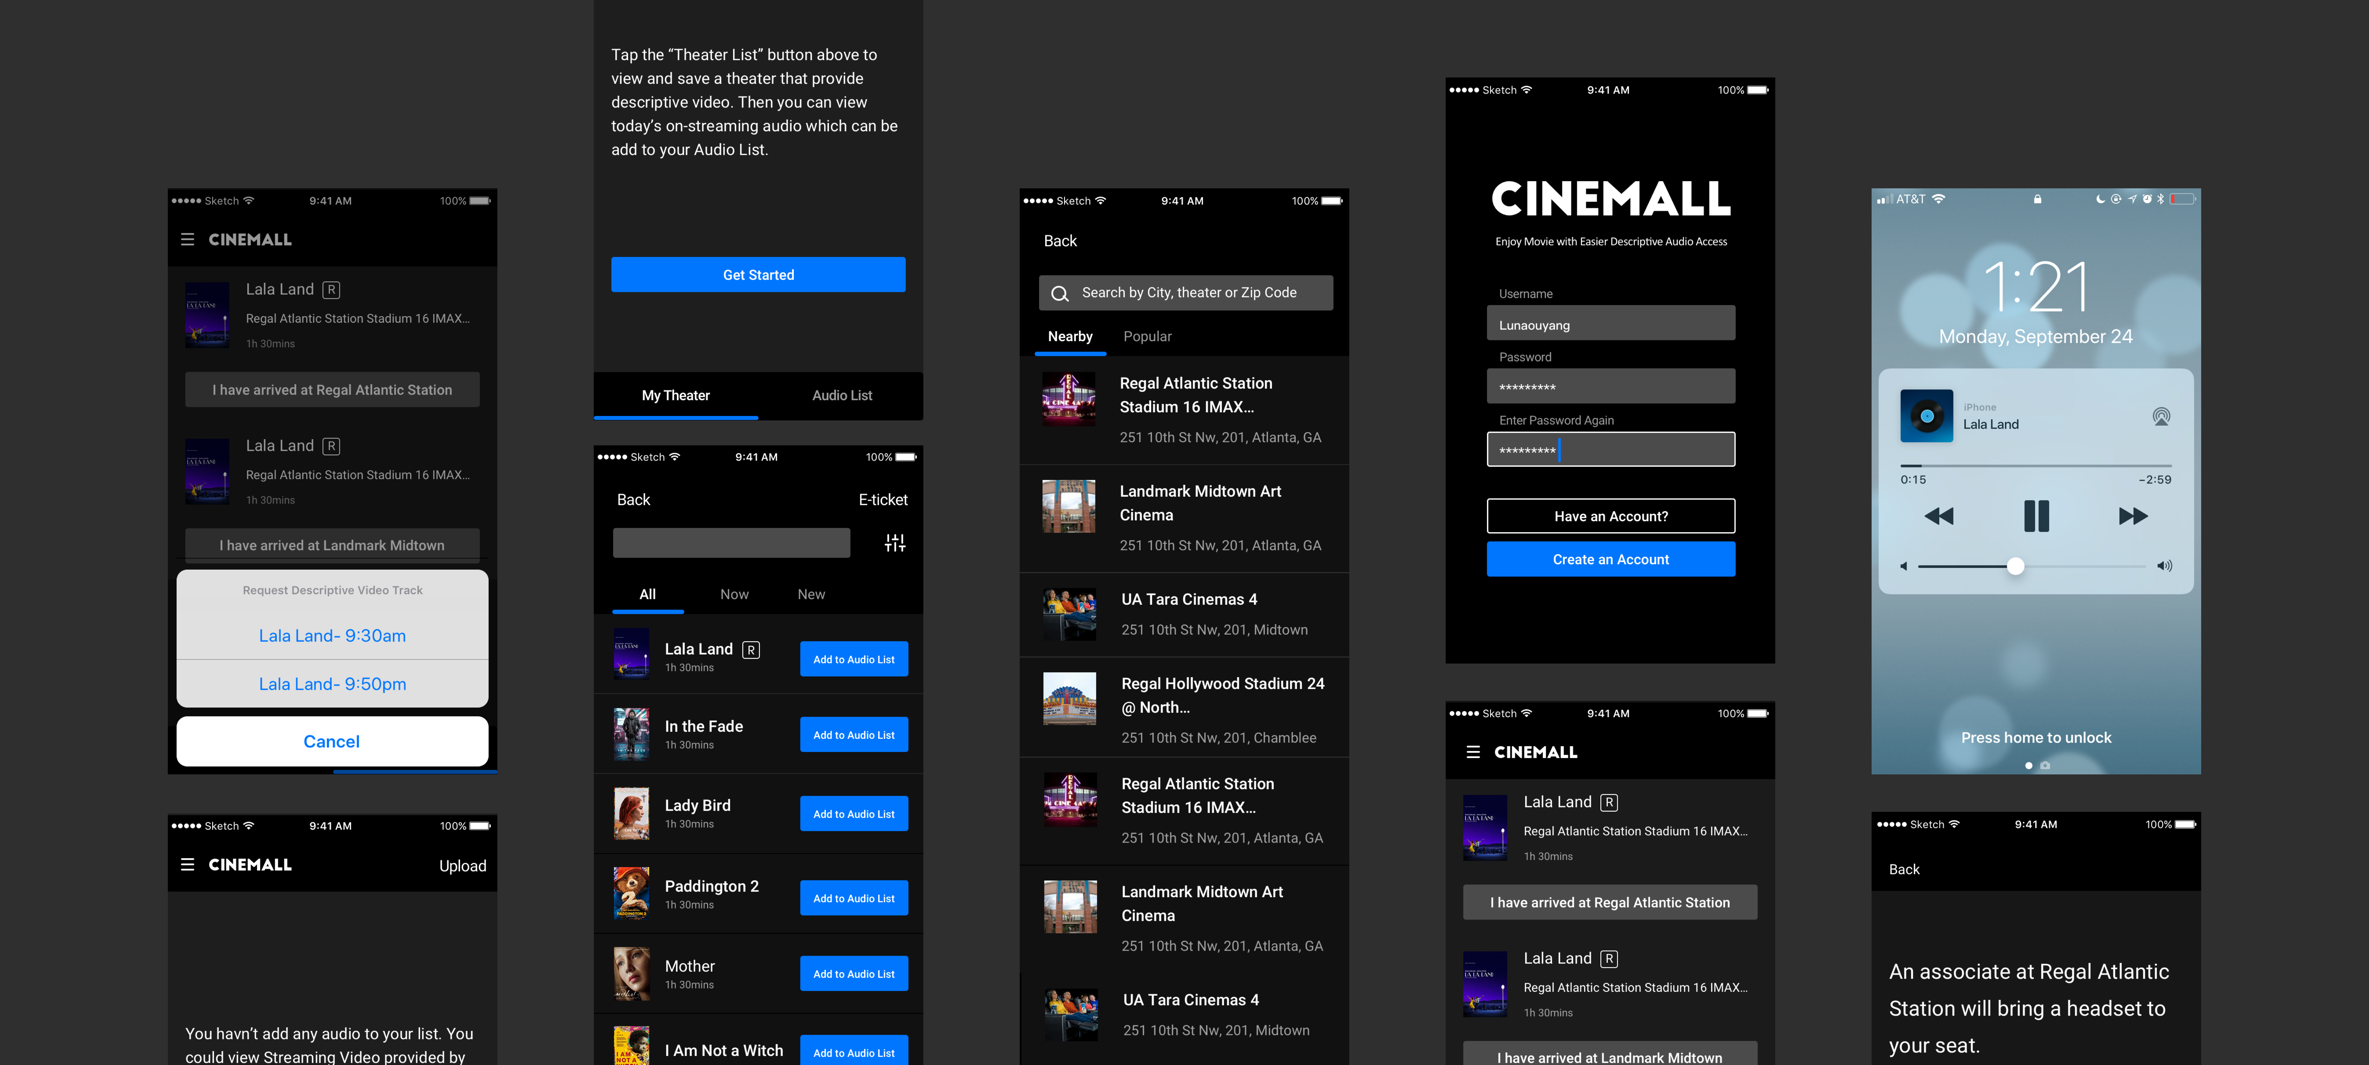 Sketch 9:41 AM 100%
CINEMALL
Lala Land R
Regal Atlantic Station Stadium 16 IMAX...
1h 30mins
I have arrived at Regal Atlantic Station
Lala Land R
Regal Atlantic Station Stadium 16 IMAX...
1h 30mins
I have arrived at Landmark Midtown
Request Descriptive Video Track
Lala Land- 9:30am
Lala Land- 9:50pm
Cancel
Sketch 9:41 AM 100%
CINEMALL Upload
You havn't add any audio to your list. You
could view Streaming Video provided by
Tap the “Theater List” button above to
view and save a theater that provide
descriptive video. Then you can view
today’s on-streaming audio which can be
add to your Audio List.
Get Started
My Theater Audio List
Sketch 9:41 AM 100%
Back E-ticket
All Now New
Lala Land R
1h 30mins
Add to Audio List
In the Fade
1h 30mins
Add to Audio List
Lady Bird
1h 30mins
Add to Audio List
Paddington 2
1h 30mins
Add to Audio List
Mother
1h 30mins
Add to Audio List
I Am Not a Witch
Add to Audio List
Sketch 9:41 AM 100%
Back
Search by City, theater or Zip Code
Nearby Popular
Regal Atlantic Station
Stadium 16 IMAX...
251 10th St Nw, 201, Atlanta, GA
Landmark Midtown Art
Cinema
251 10th St Nw, 201, Atlanta, GA
UA Tara Cinemas 4
251 10th St Nw, 201, Midtown
Regal Hollywood Stadium 24
@ North...
251 10th St Nw, 201, Chamblee
Regal Atlantic Station
Stadium 16 IMAX...
251 10th St Nw, 201, Atlanta, GA
Landmark Midtown Art
Cinema
251 10th St Nw, 201, Atlanta, GA
UA Tara Cinemas 4
251 10th St Nw, 201, Midtown
Sketch 9:41 AM 100%
CINEMALL
Enjoy Movie with Easier Descriptive Audio Access
Username
Lunaouyang
Password
*********
Enter Password Again
*********
Have an Account?
Create an Account
Sketch 9:41 AM 100%
CINEMALL
Lala Land R
Regal Atlantic Station Stadium 16 IMAX...
1h 30mins
I have arrived at Regal Atlantic Station
Lala Land R
Regal Atlantic Station Stadium 16 IMAX...
1h 30mins
I have arrived at Landmark Midtown
AT&T
1:21
Monday, September 24
iPhone
Lala Land
0:15 −2:59
Press home to unlock
Sketch 9:41 AM 100%
Back
An associate at Regal Atlantic
Station will bring a headset to
your seat.